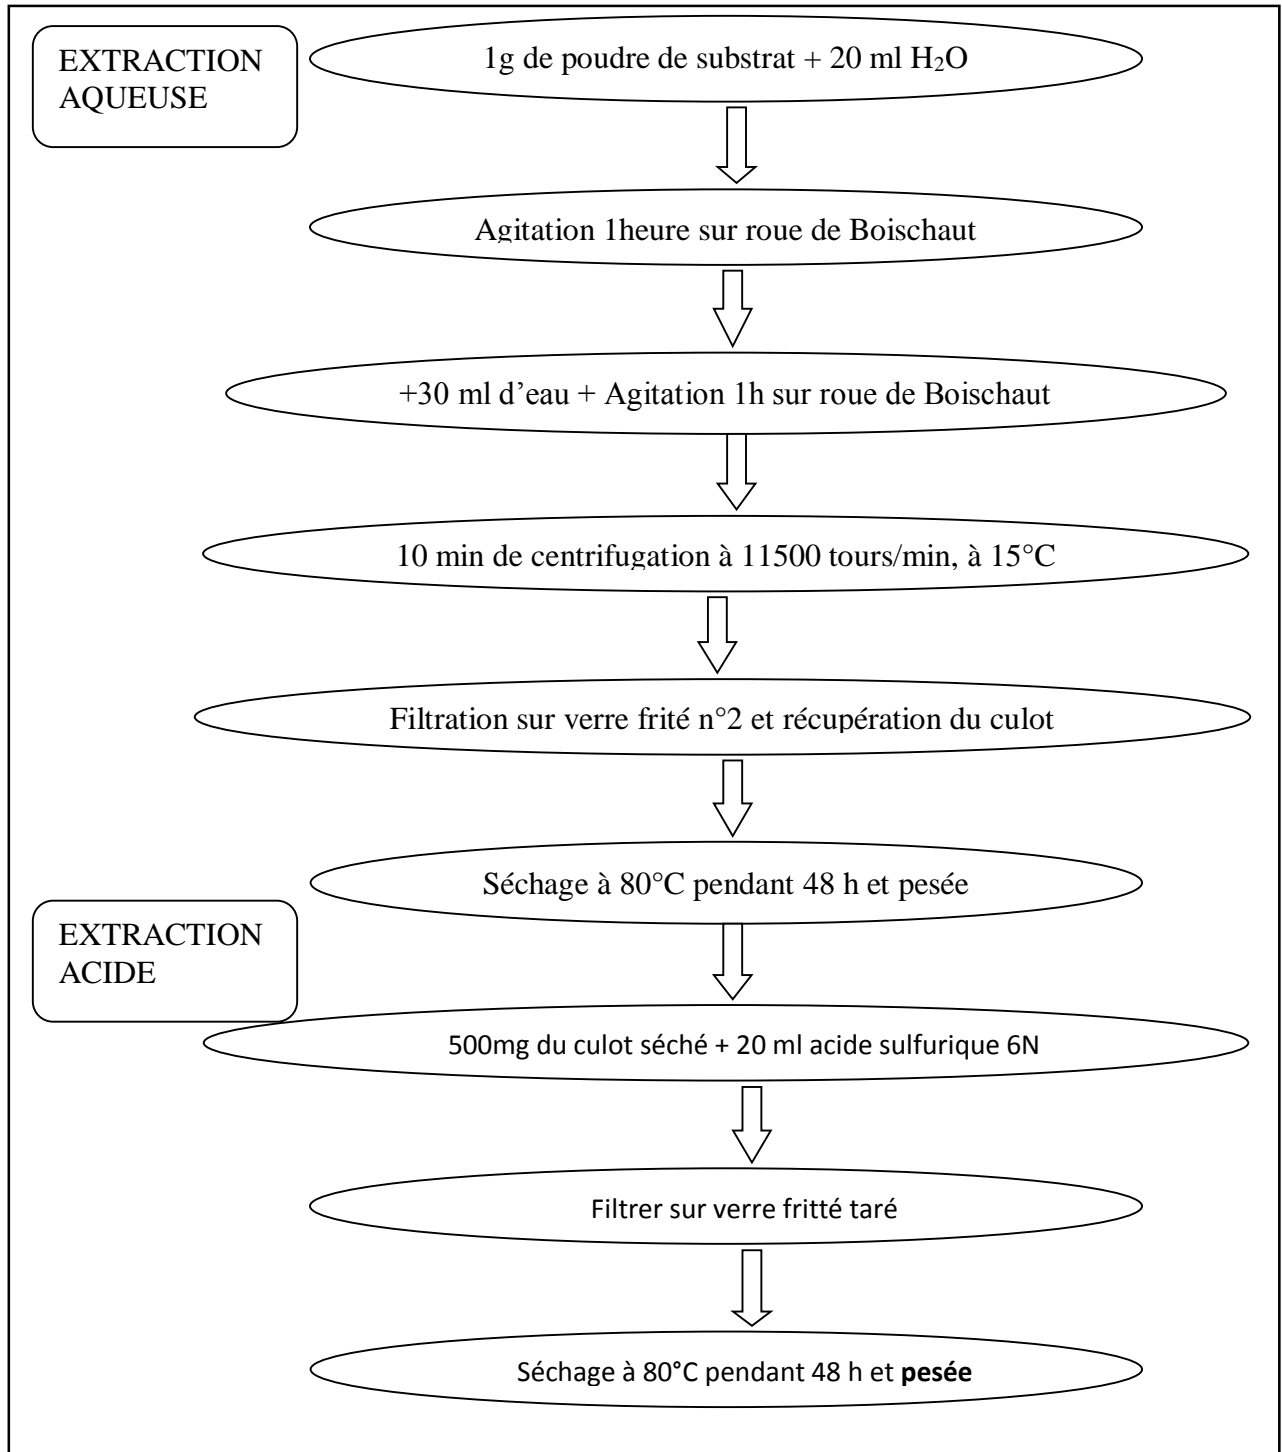 EXTRACTION
AQUEUSE
1g de poudre de substrat + 20 ml H₂O
Agitation 1heure sur roue de Boischaut
+30 ml d’eau + Agitation 1h sur roue de Boischaut
10 min de centrifugation à 11500 tours/min, à 15°C
Filtration sur verre frité n°2 et récupération du culot
Séchage à 80°C pendant 48 h et pesée
EXTRACTION
ACIDE
500mg du culot séché + 20 ml acide sulfurique 6N
Filtrer sur verre fritté taré
Séchage à 80°C pendant 48 h et pesée